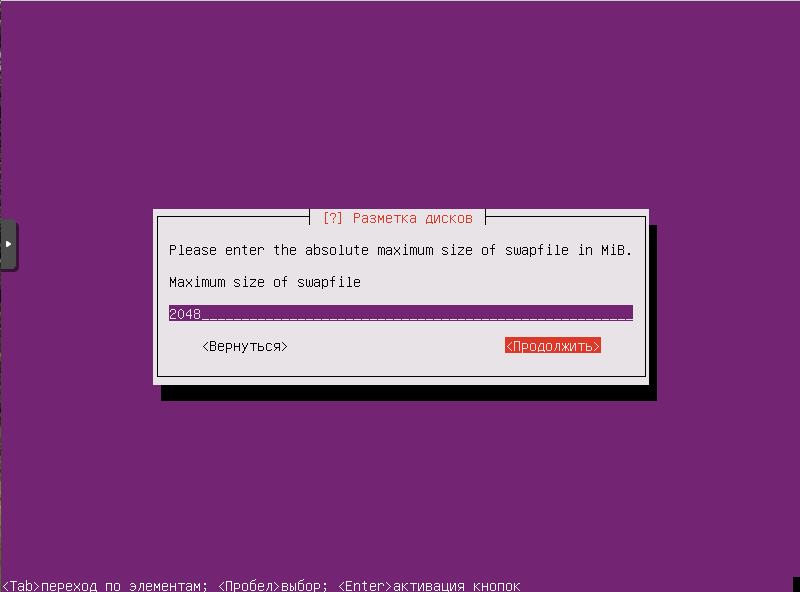 [?] Разметка дисков
Please enter the absolute maximum size of swapfile in MiB.
Maximum size of swapfile
2048
<Вернуться> <Продолжить>
<Tab>переход по элементам; <Пробел>выбор; <Enter>активация кнопок